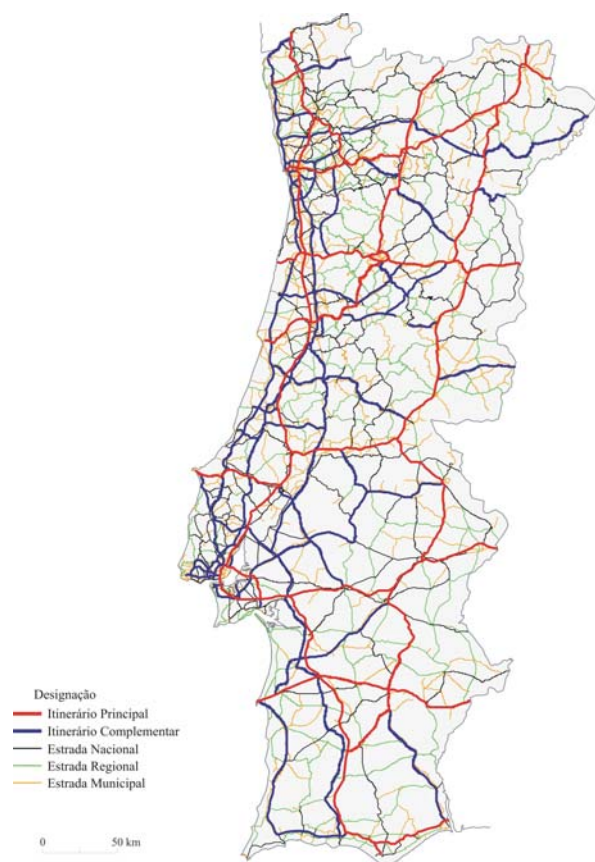 Designação
Itinerário Principal
Itinerário Complementar
Estrada Nacional
Estrada Regional
Estrada Municipal
0 50 km